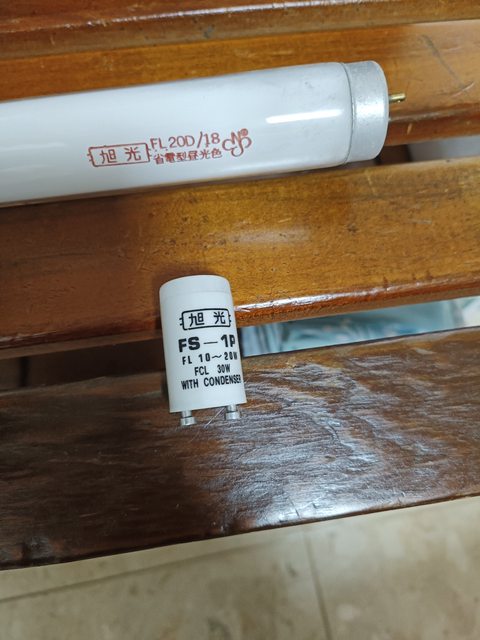 旭光 FL20D/18
省電型昼光色
旭光
FS-1P
FL 10~20W
FCL 30W
WITH CONDENSER